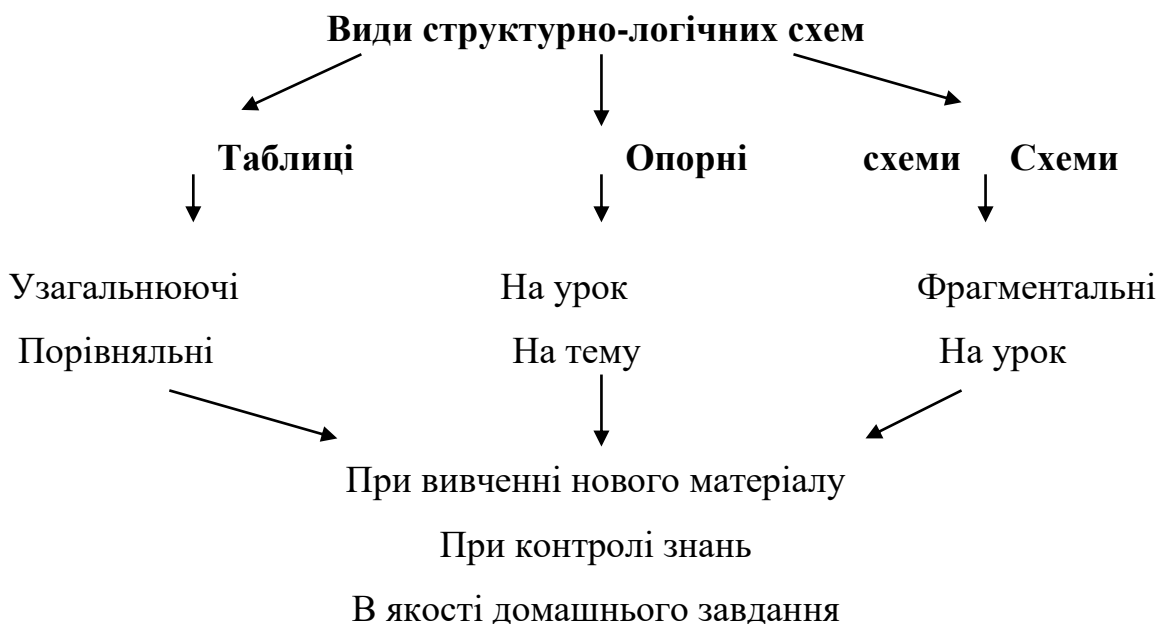 Види структурно-логічних схем
Таблиці Опорні схеми Схеми
Узагальнюючі На урок Фрагментальні
Порівняльні На тему На урок
При вивченні нового матеріалу
При контролі знань
В якості домашнього завдання